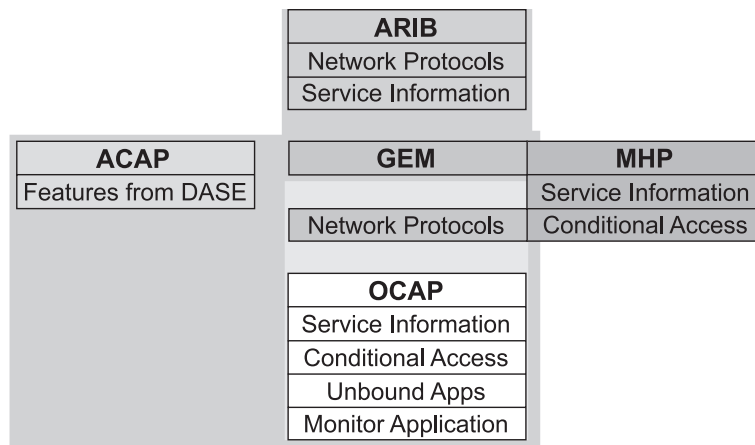 ARIB
Network Protocols
Service Information
ACAP
Features from DASE
GEM
Network Protocols
MHP
Service Information
Conditional Access
OCAP
Service Information
Conditional Access
Unbound Apps
Monitor Application